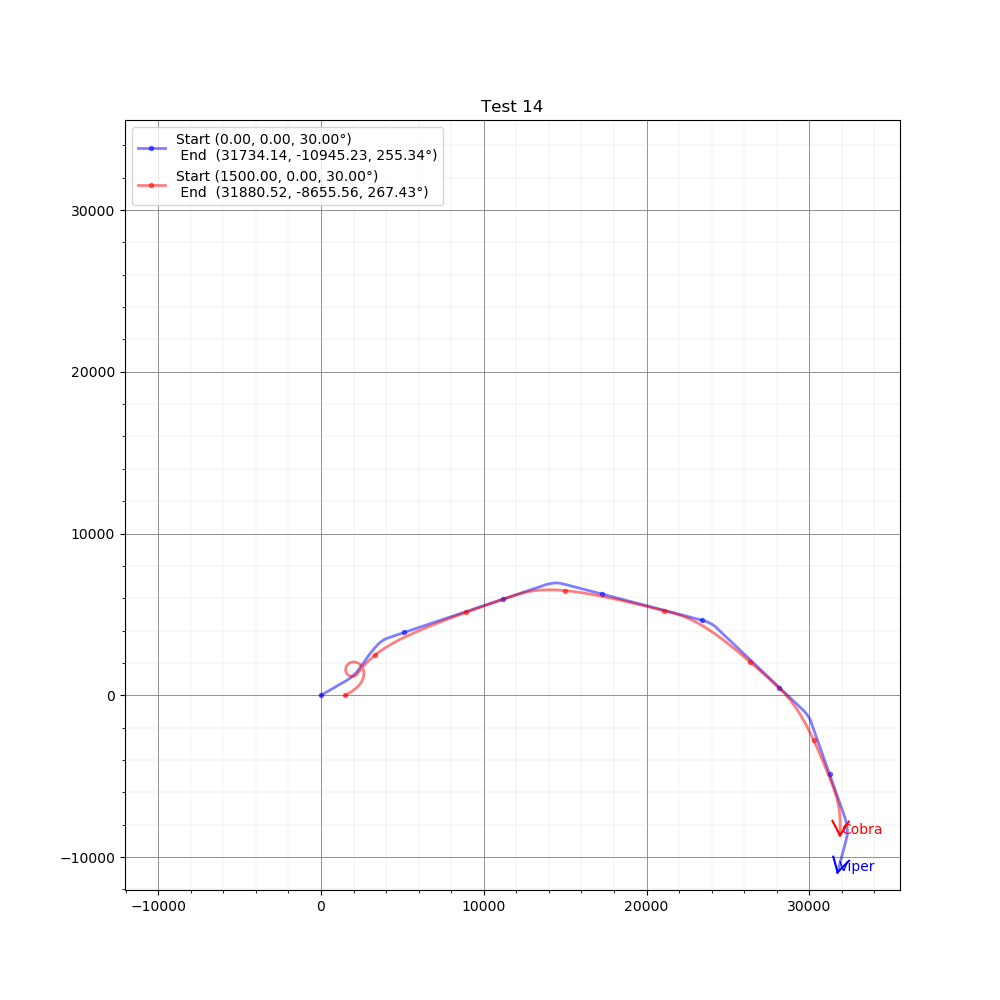 Test 14
Start (0.00, 0.00, 30.00°)
End (31734.14, -10945.23, 255.34°)
Start (1500.00, 0.00, 30.00°)
End (31880.52, -8655.56, 267.43°)
30000
20000
10000
0
−10000
Cobra
Viper
−10000 0 10000 20000 30000